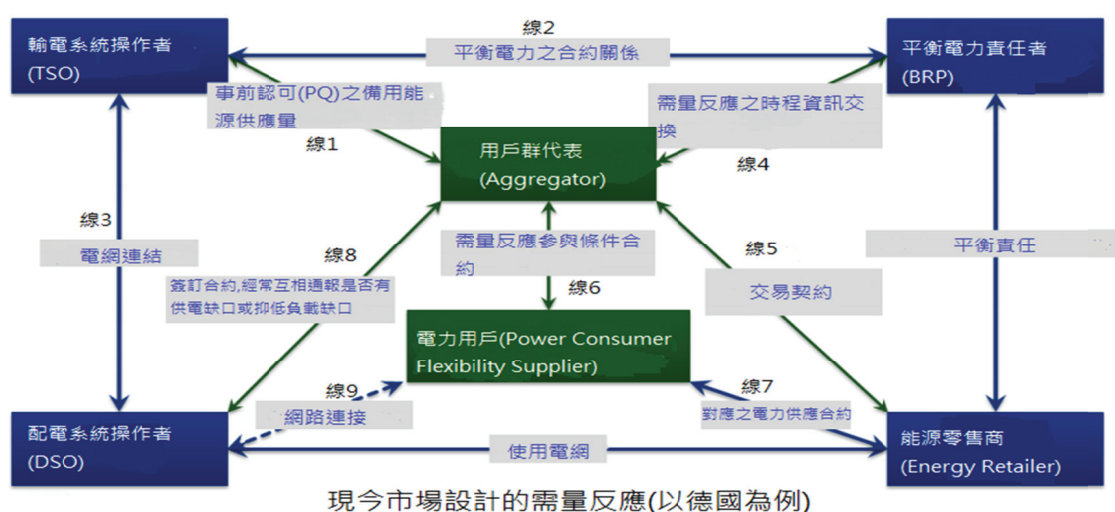 線2
輸電系統操作者
(TSO)
平衡電力之合約關係
平衡電力責任者
(BRP)
事前認可(PQ)之備用能
源供應量
線1
需量反應之時程資訊交
換
線4
用戶群代表
(Aggregator)
線3
電網連結
線8
簽訂合約,經常互相通報是否有
供電缺口或抑低負載缺口
需量反應參與條件合
約
線6
線5
交易契約
平衡責任
電力用戶(Power Consumer
Flexibility Supplier)
線9
網路連接
線7
對應之電力供應合約
配電系統操作者
(DSO)
使用電網
能源零售商
(Energy Retailer)
現今市場設計的需量反應(以德國為例)